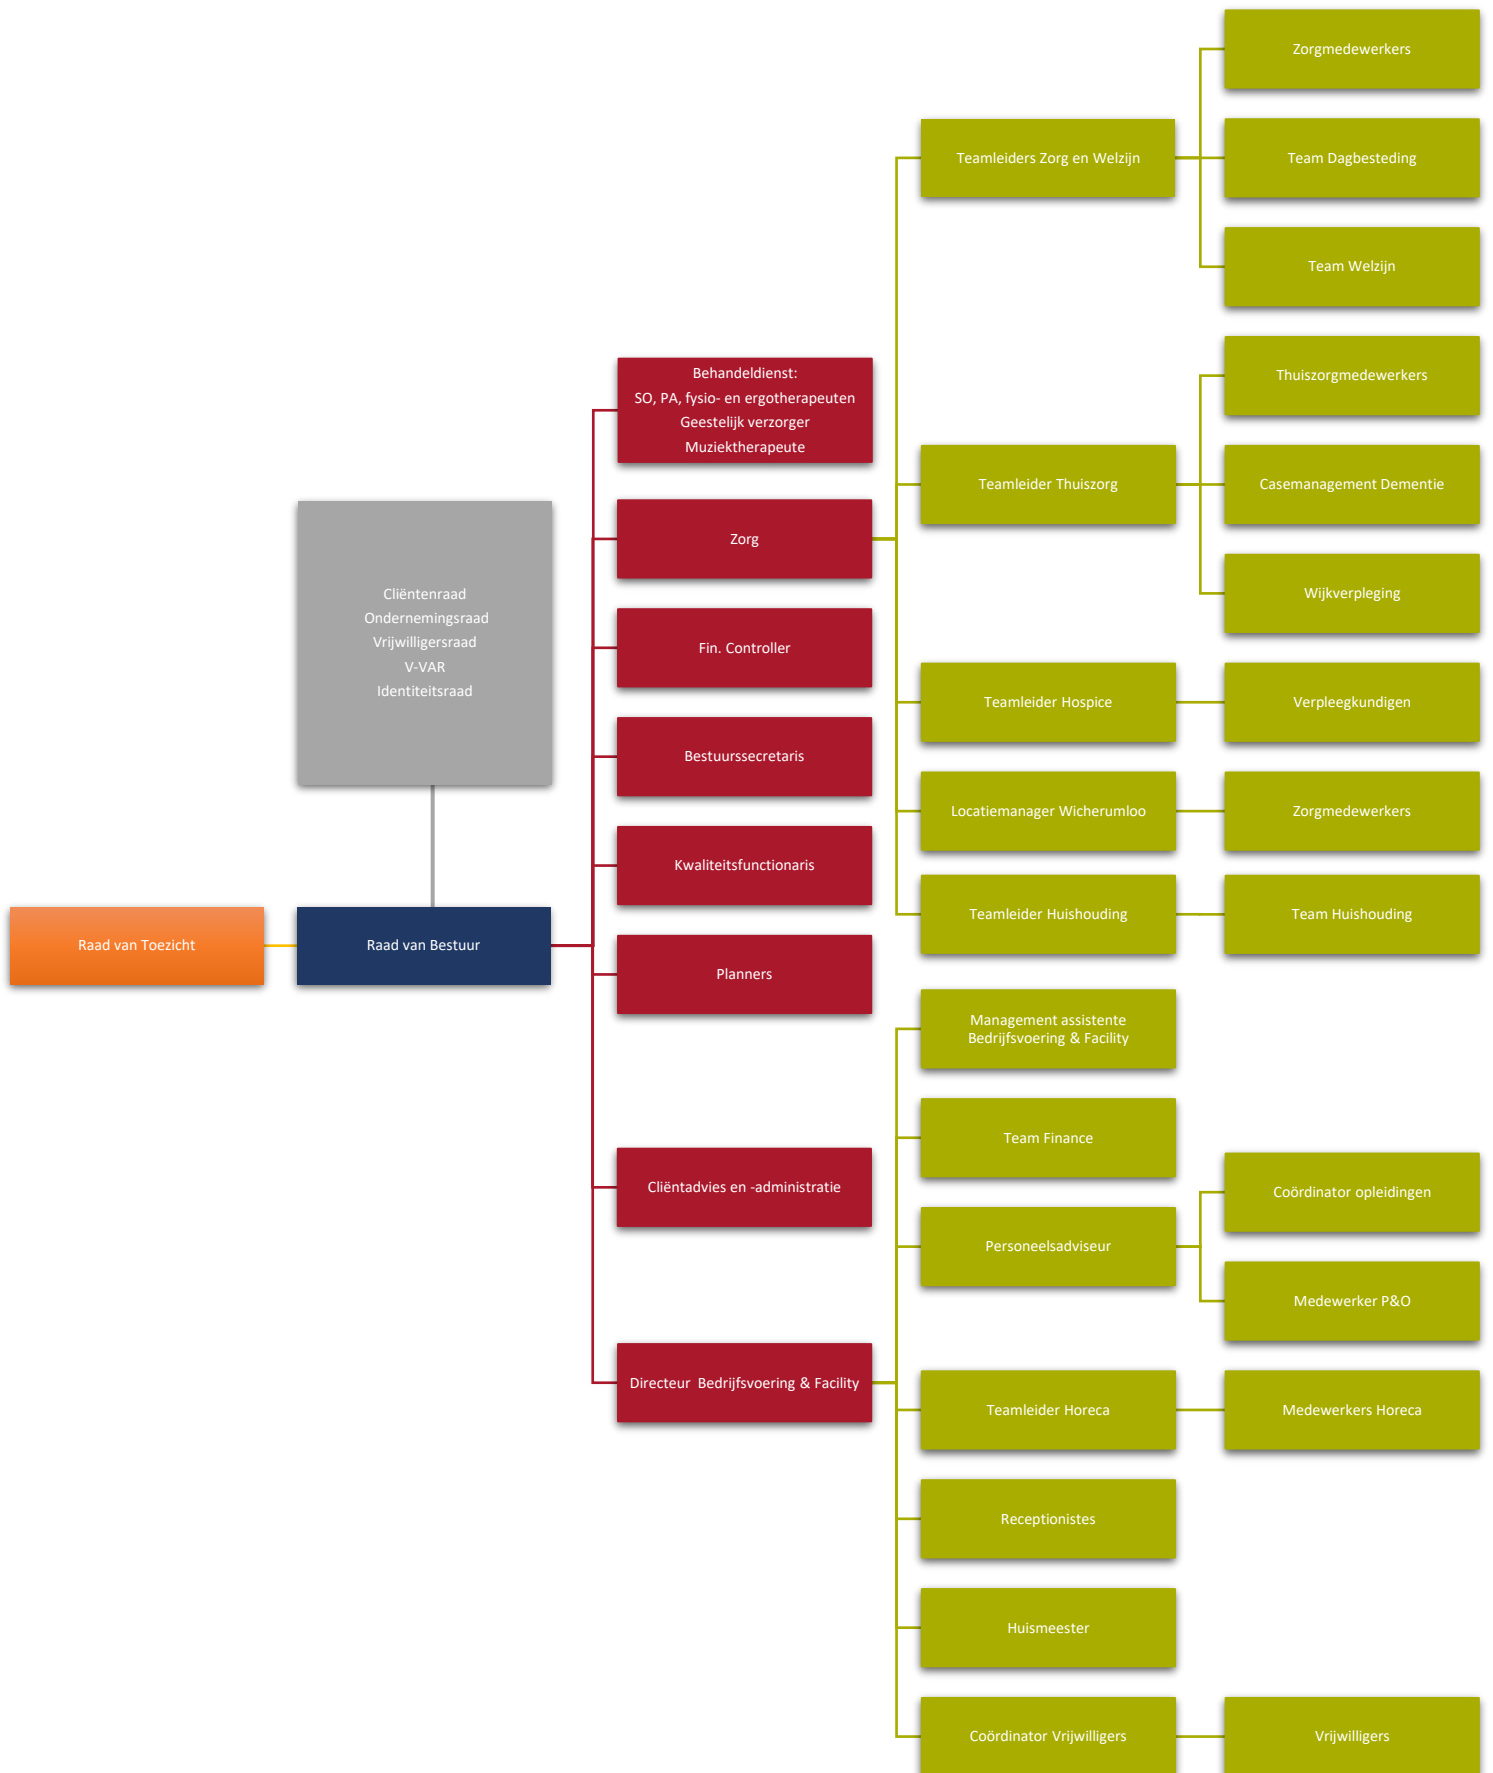 Raad van Toezicht
Raad van Bestuur
Cliëntenraad
Ondernemingsraad
Vrijwilligersraad
V-VAR
Identiteitsraad
Behandeldienst:
SO, PA, fysio- en ergotherapeuten
Geestelijk verzorger
Muziektherapeute
Zorg
Teamleiders Zorg en Welzijn
Zorgmedewerkers
Team Dagbesteding
Team Welzijn
Teamleider Thuiszorg
Thuiszorgmedewerkers
Casemanagement Dementie
Wijkverpleging
Teamleider Hospice
Verpleegkundigen
Locatiemanager Wicherumloo
Zorgmedewerkers
Teamleider Huishouding
Team Huishouding
Fin. Controller
Bestuurssecretaris
Kwaliteitsfunctionaris
Planners
Cliëntadvies en -administratie
Directeur Bedrijfsvoering & Facility
Management assistente
Bedrijfsvoering & Facility
Team Finance
Personeelsadviseur
Coördinator opleidingen
Medewerker P&O
Teamleider Horeca
Medewerkers Horeca
Receptionistes
Huismeester
Coördinator Vrijwilligers
Vrijwilligers